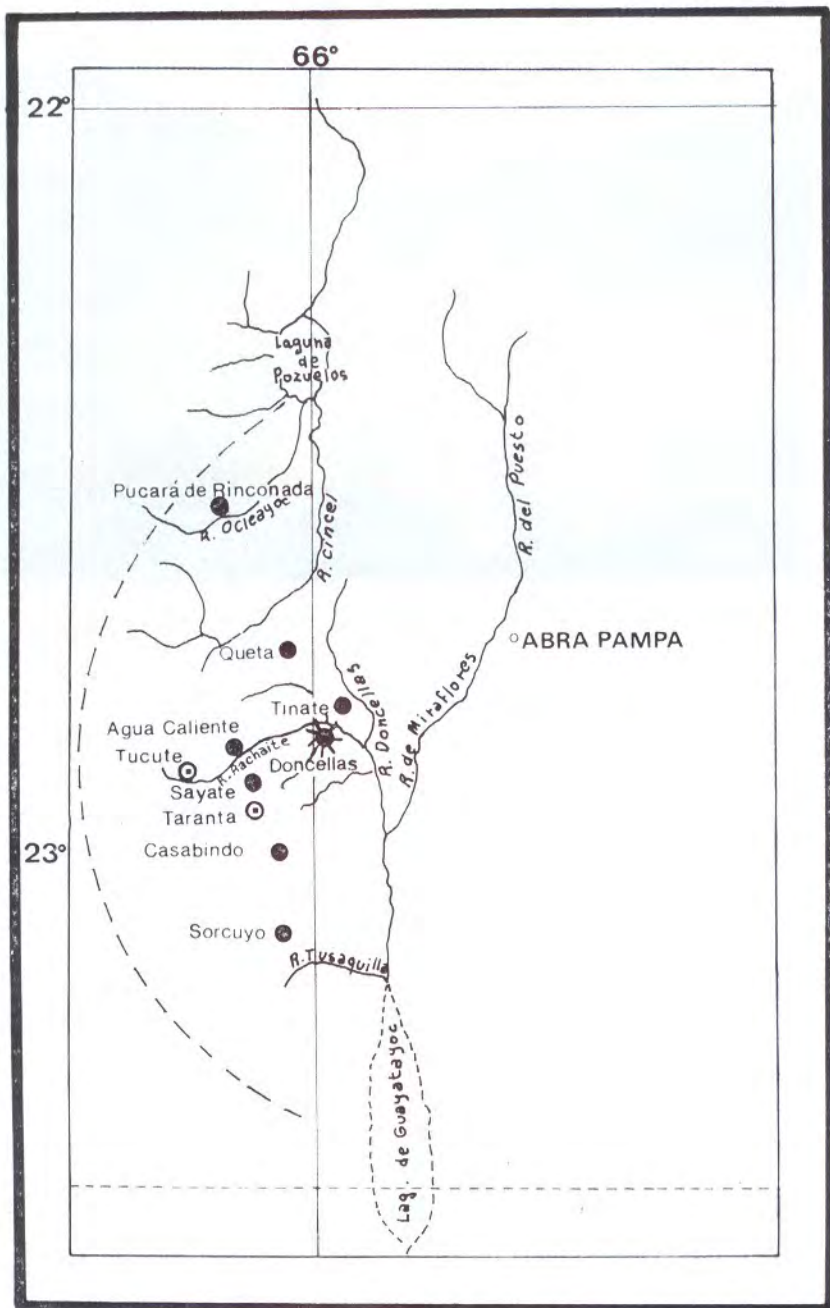 66°
22°
Laguna
de
Pozuelos
Pucará de Rinconada
R. Ocleayoc
R. Cincel
R. del Puesto
Queta
ABRA PAMPA
R. Doncellas
R. de Miraflores
Tinate
Agua Caliente
Tucute
R. Rachaite
Doncellas
Sayate
Taranta
23°
Casabindo
Sorcuyo
R. Tusaquilla
Lag. de Guayatayoc